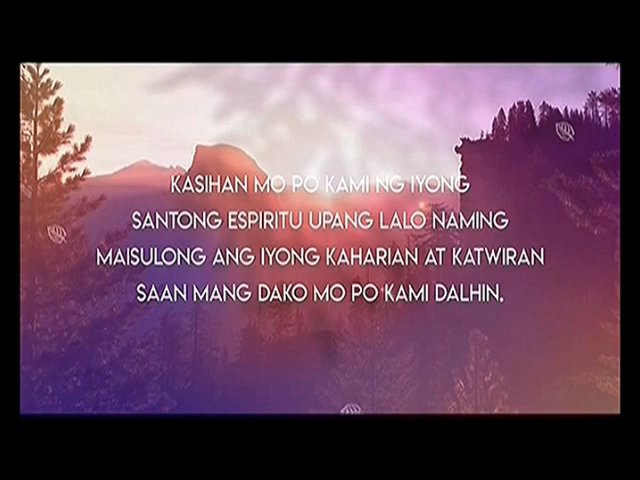 KASIHAN MO PO KAMI NG IYONG
SANTONG ESPIRITU UPANG LALO NAMING
MAISULONG ANG IYONG KAHARIAN AT KATWIRAN
SAAN MANG DAKO MO PO KAMI DALHIN.